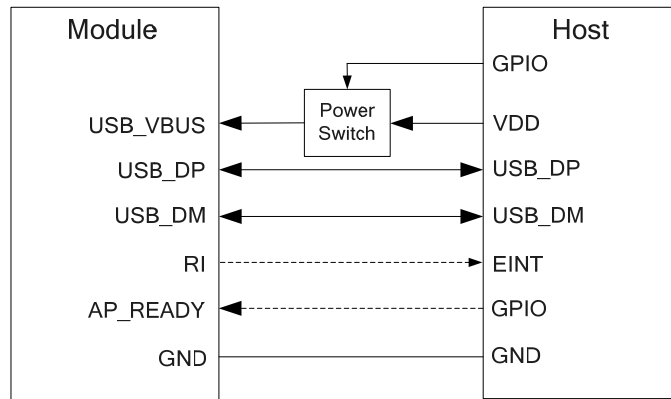 Module
Host
GPIO
Power
Switch
USB_VBUS
VDD
USB_DP
USB_DP
USB_DM
USB_DM
RI
EINT
AP_READY
GPIO
GND
GND